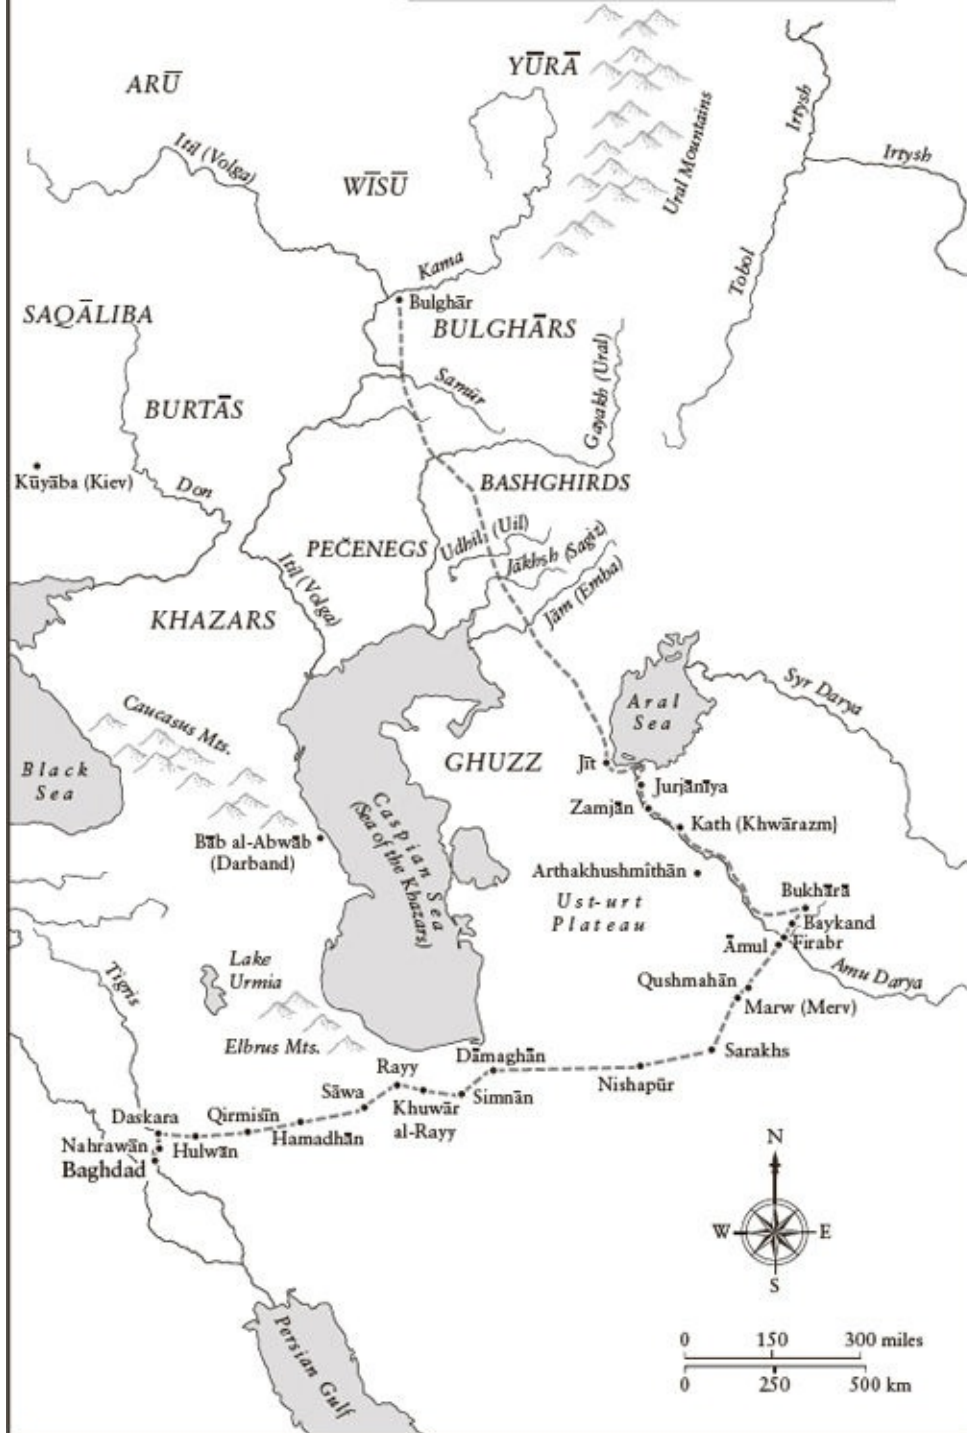 YŪRĀ
ARŪ
Irtysh
Irtysh
Itil (Volga)
Ural Mountains
WĪSŪ
Kama
Tobol
Bulghār
SAQĀLIBA
BULGHĀRS
Samūr
Gayakh (Ural)
BURTĀS
Kūyāba (Kiev)
Don
BASHGHIRDS
PEČENEGS
Udhil (Uil)
Jākhsh (Sagiz)
Itil (Volga)
Jām (Emba)
KHAZARS
Syr Darya
Aral
Sea
Caucasus Mts.
GHUZZ
Jīt
Black
Sea
Jurjānīya
Zamjān
Kath (Khwārazm)
Caspian Sea
(Sea of the Khazars)
Bāb al-Abwāb
(Darband)
Arthakhushmīthān
Ust-urt
Plateau
Bukhārā
Baykand
Āmul
Firabr
Lake
Urmia
Tigris
Amu Darya
Qushmahān
Marw (Merv)
Elbrus Mts.
Sarakhs
Dāmaghān
Rayy
Nishapūr
Sāwa
Simnān
Khuwār
al-Rayy
Daskara
Qirmisīn
Hamadhān
Nahrawān
Hulwān
Baghdad
N
W
E
S
Persian Gulf
0 150 300 miles
0 250 500 km